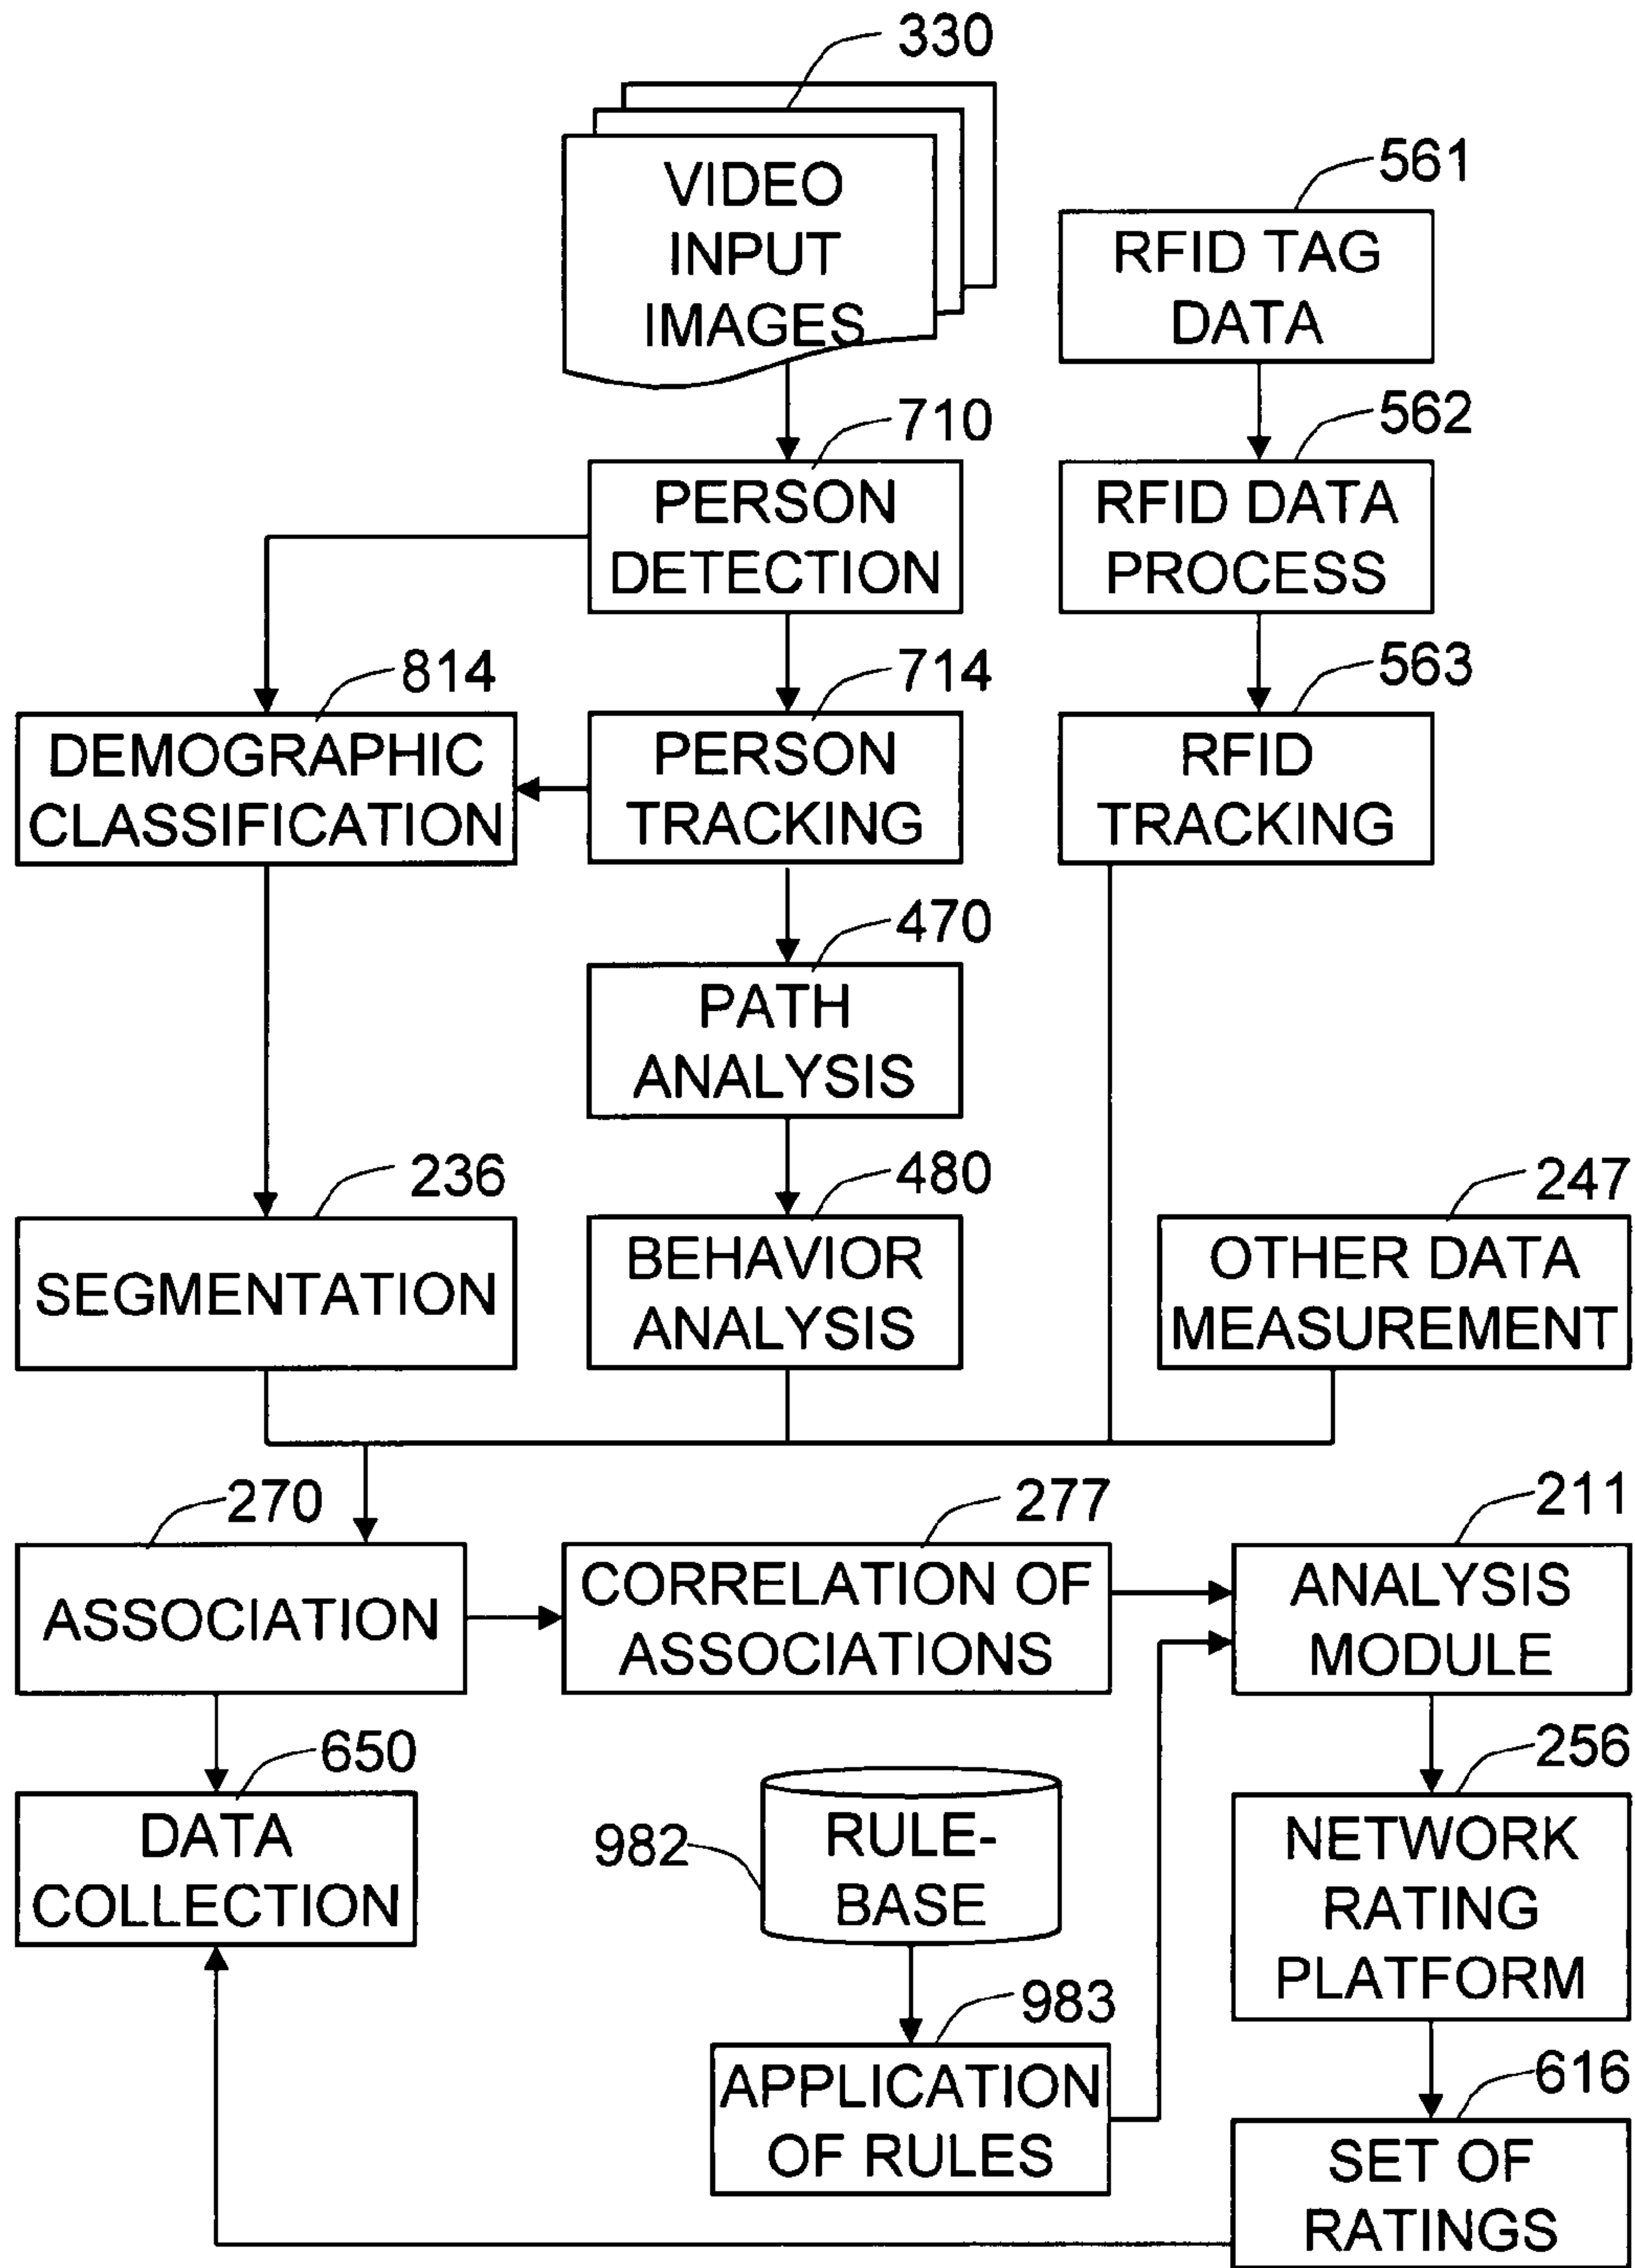 330
VIDEO
INPUT
IMAGES
561
RFID TAG
DATA
710
PERSON
DETECTION
562
RFID DATA
PROCESS
814
DEMOGRAPHIC
CLASSIFICATION
714
PERSON
TRACKING
563
RFID
TRACKING
470
PATH
ANALYSIS
236
SEGMENTATION
480
BEHAVIOR
ANALYSIS
247
OTHER DATA
MEASUREMENT
270
ASSOCIATION
277
CORRELATION OF
ASSOCIATIONS
211
ANALYSIS
MODULE
650
DATA
COLLECTION
982
RULE-
BASE
256
NETWORK
RATING
PLATFORM
983
APPLICATION
OF RULES
616
SET OF
RATINGS